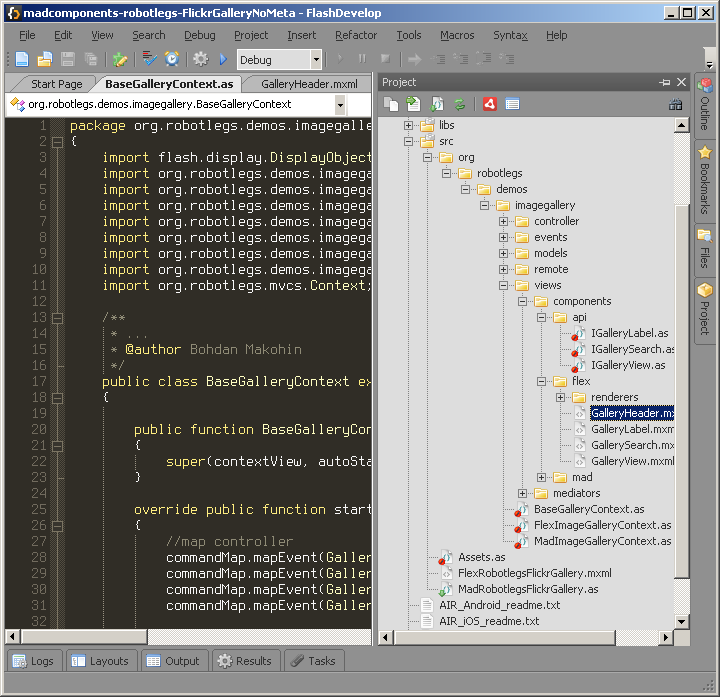 madcomponents-robotlegs-FlickrGalleryNoMeta - FlashDevelop
File Edit View Search Debug Project Insert Refactor Tools Macros Syntax Help
Debug
Start Page BaseGalleryContext.as GalleryHeader.mxml
org.robotlegs.demos.imagegallery.BaseGalleryContext
1 package org.robotlegs.demos.imagegalle
2 {
3 import flash.display.DisplayObject
4 import org.robotlegs.demos.imagega
5 import org.robotlegs.demos.imagega
6 import org.robotlegs.demos.imagega
7 import org.robotlegs.demos.imagega
8 import org.robotlegs.demos.imagega
9 import org.robotlegs.demos.imagega
10 import org.robotlegs.demos.imagega
11 import org.robotlegs.mvcs.Context;
12
13 /**
14 * ...
15 * @author Bohdan Makohin
16 */
17 public class BaseGalleryContext ex
18 {
19
20 public function BaseGalleryCon
21 {
22 super(contextView, autoSta
23 }
24
25 override public function start
26 {
27 //map controller
28 commandMap.mapEvent(Galler
29 commandMap.mapEvent(Galler
30 commandMap.mapEvent(Galler
31 commandMap.mapEvent(Galler
32
Project
libs
src
org
robotlegs
demos
imagegallery
controller
events
models
remote
views
components
api
IGalleryLabel.as
IGallerySearch.as
IGalleryView.as
flex
renderers
GalleryHeader.mx
GalleryLabel.mxm
GallerySearch.mx
GalleryView.mxml
mad
mediators
BaseGalleryContext.as
FlexImageGalleryContext.as
MadImageGalleryContext.as
Assets.as
FlexRobotlegsFlickrGallery.mxml
MadRobotlegsFlickrGallery.as
AIR_Android_readme.txt
AIR_iOS_readme.txt
Outline
Bookmarks
Files
Project
Logs Layouts Output Results Tasks